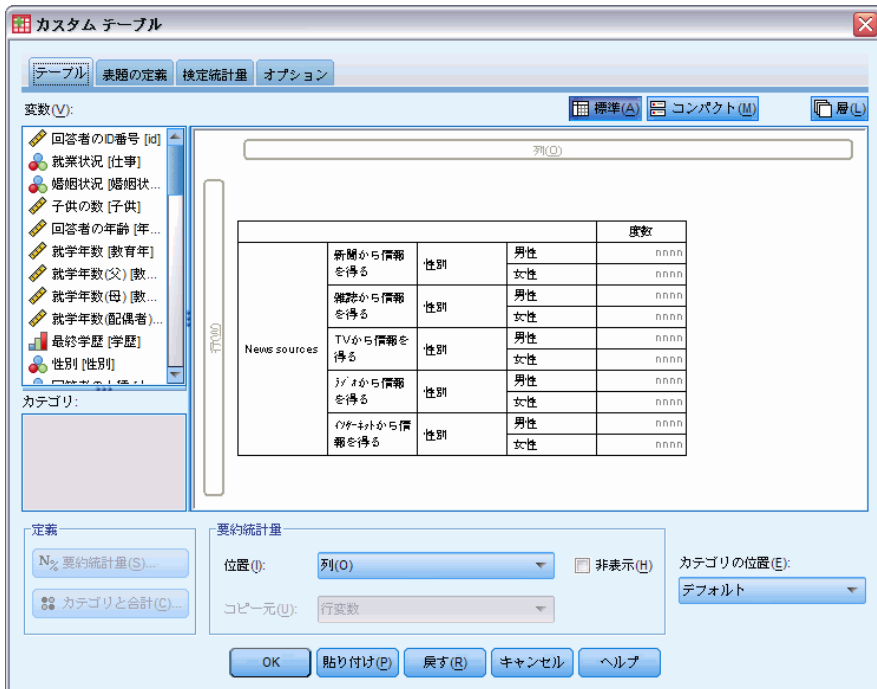 カスタム テーブル
テーブル 表題の定義 検定統計量 オプション
変数(V):
標準(A) コンパクト(M) 層(L)
回答者のID番号 [id]
就業状況 [仕事]
婚姻状況 [婚姻状...
子供の数 [子供]
回答者の年齢 [年...
就学年数 [教育年]
就学年数(父) [数...
就学年数(母) [数...
就学年数(配偶者)...
最終学歴 [学歴]
性別 [性別]
カテゴリ:
列(O)
行(W)
度数
News sources
新聞から情報を得る 性別 男性 nnnn
女性 nnnn
雑誌から情報を得る 性別 男性 nnnn
女性 nnnn
TVから情報を得る 性別 男性 nnnn
女性 nnnn
ラジオから情報を得る 性別 男性 nnnn
女性 nnnn
インターネットから情報を得る 性別 男性 nnnn
女性 nnnn
定義
N% 要約統計量(S)...
カテゴリと合計(C)...
要約統計量
位置(I): 列(O) 非表示(H)
コピー元(U): 行変数
カテゴリの位置(E):
デフォルト
OK 貼り付け(P) 戻す(R) キャンセル ヘルプ